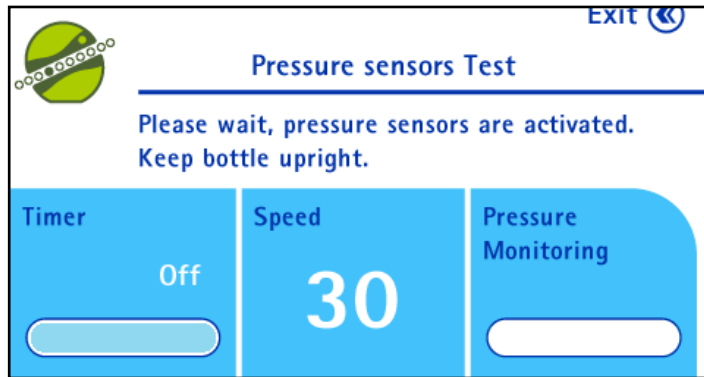 Exit
Pressure sensors Test
Please wait, pressure sensors are activated.
Keep bottle upright.
Timer
Off
Speed
30
Pressure
Monitoring